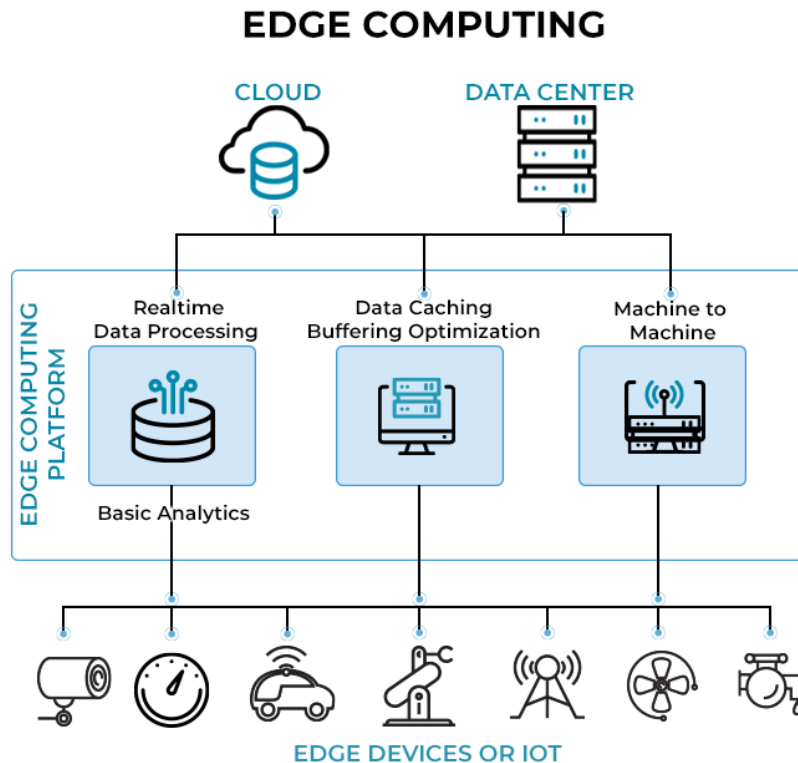 EDGE COMPUTING
CLOUD
DATA CENTER
EDGE COMPUTING
PLATFORM
Realtime
Data Processing
Data Caching
Buffering Optimization
Machine to
Machine
Basic Analytics
EDGE DEVICES OR IOT